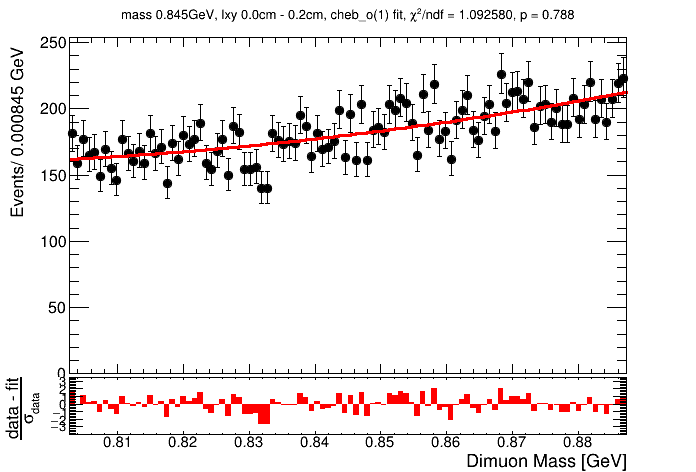 mass 0.845GeV, lxy 0.0cm - 0.2cm, cheb_o(1) fit, χ²/ndf = 1.092580, p = 0.788
Events/ 0.000845 GeV
250
200
150
100
50
0
data - fit
σdata
3
2
1
0
−1
−2
−3
0.81 0.82 0.83 0.84 0.85 0.86 0.87 0.88
Dimuon Mass [GeV]